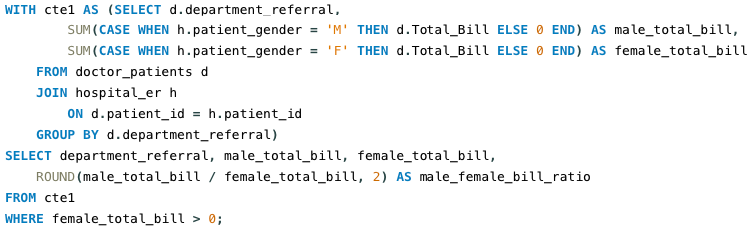 WITH cte1 AS (SELECT d.department_referral,
        SUM(CASE WHEN h.patient_gender = 'M' THEN d.Total_Bill ELSE 0 END) AS male_total_bill,
        SUM(CASE WHEN h.patient_gender = 'F' THEN d.Total_Bill ELSE 0 END) AS female_total_bill
    FROM doctor_patients d
    JOIN hospital_er h
        ON d.patient_id = h.patient_id
    GROUP BY d.department_referral)
SELECT department_referral, male_total_bill, female_total_bill,
    ROUND(male_total_bill / female_total_bill, 2) AS male_female_bill_ratio
FROM cte1
WHERE female_total_bill > 0;